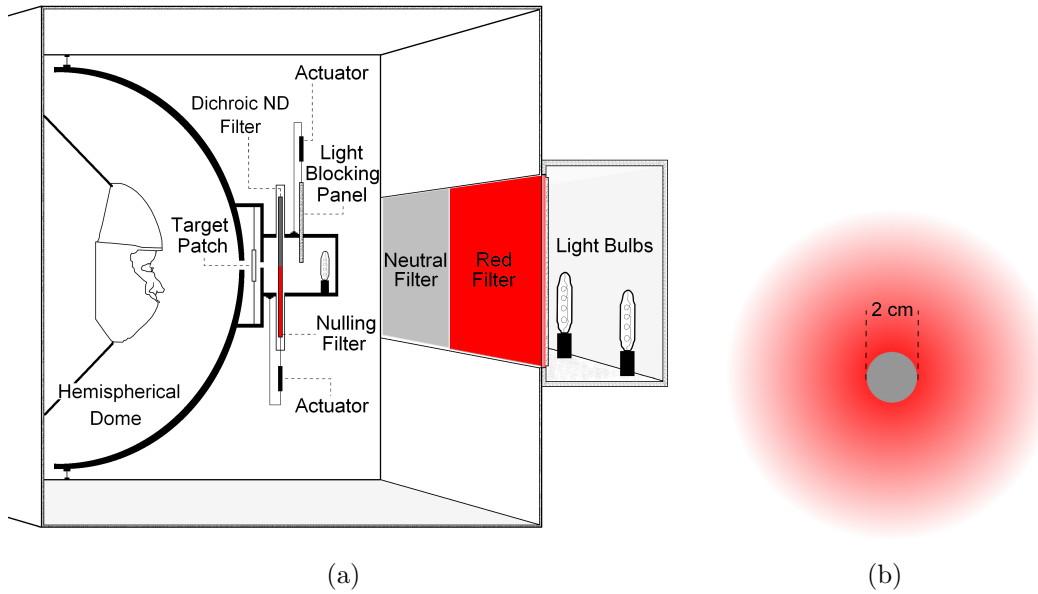 Actuator
Dichroic ND
Filter
Light
Blocking
Panel
Target
Patch
Neutral
Filter
Red
Filter
Light Bulbs
Nulling
Filter
Hemispherical
Dome
Actuator
2 cm
(a)
(b)